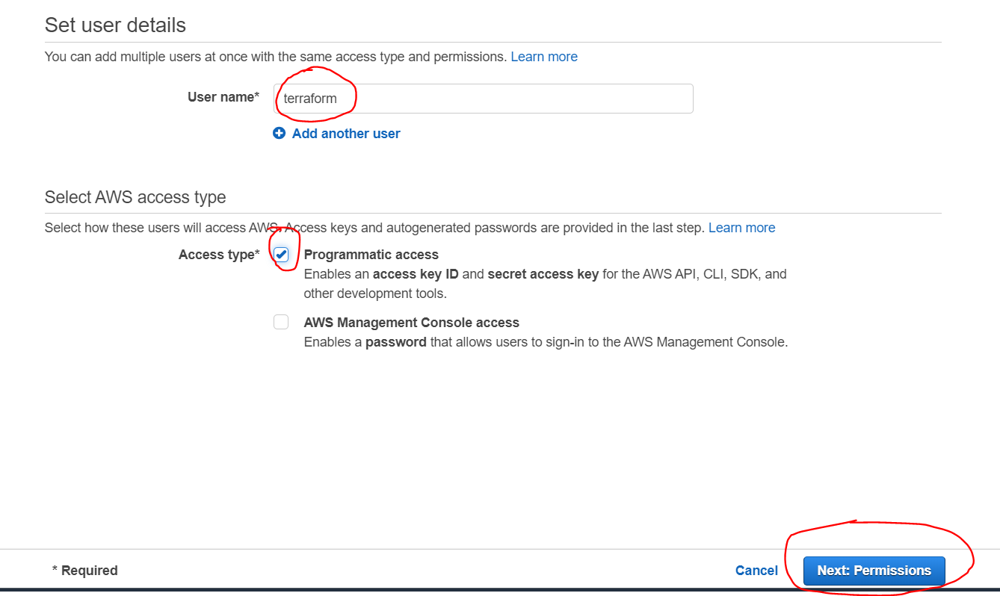 Set user details
You can add multiple users at once with the same access type and permissions. Learn more
User name* terraform
Add another user
Select AWS access type
Select how these users will access AWS. Access keys and autogenerated passwords are provided in the last step. Learn more
Access type* Programmatic access
Enables an access key ID and secret access key for the AWS API, CLI, SDK, and
other development tools.
AWS Management Console access
Enables a password that allows users to sign-in to the AWS Management Console.
* Required Cancel Next: Permissions